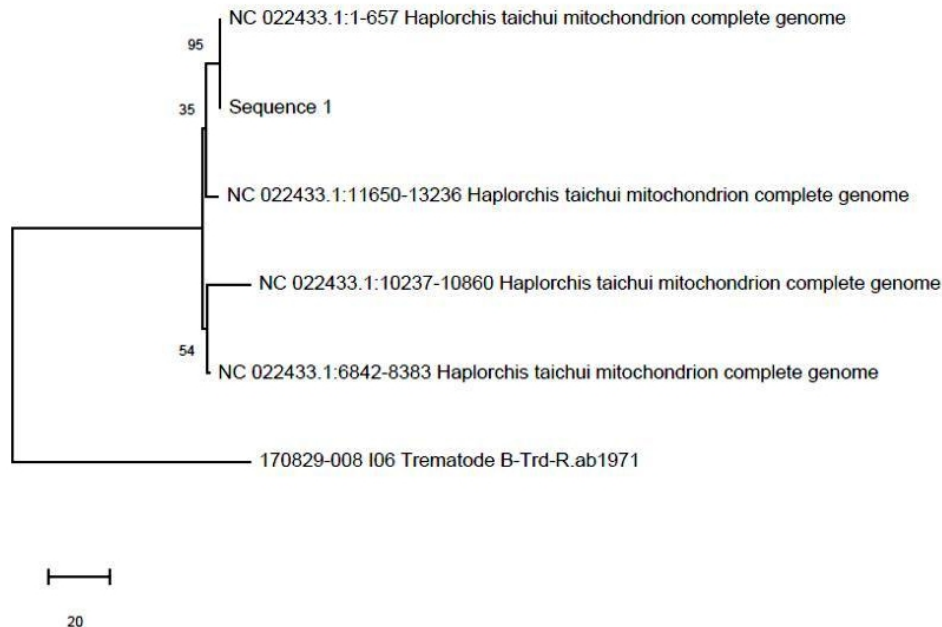 NC 022433.1:1-657 Haplorchis taichui mitochondrion complete genome
95
35
Sequence 1
NC 022433.1:11650-13236 Haplorchis taichui mitochondrion complete genome
NC 022433.1:10237-10860 Haplorchis taichui mitochondrion complete genome
54
NC 022433.1:6842-8383 Haplorchis taichui mitochondrion complete genome
170829-008 I06 Trematode B-Trd-R.ab1971
20